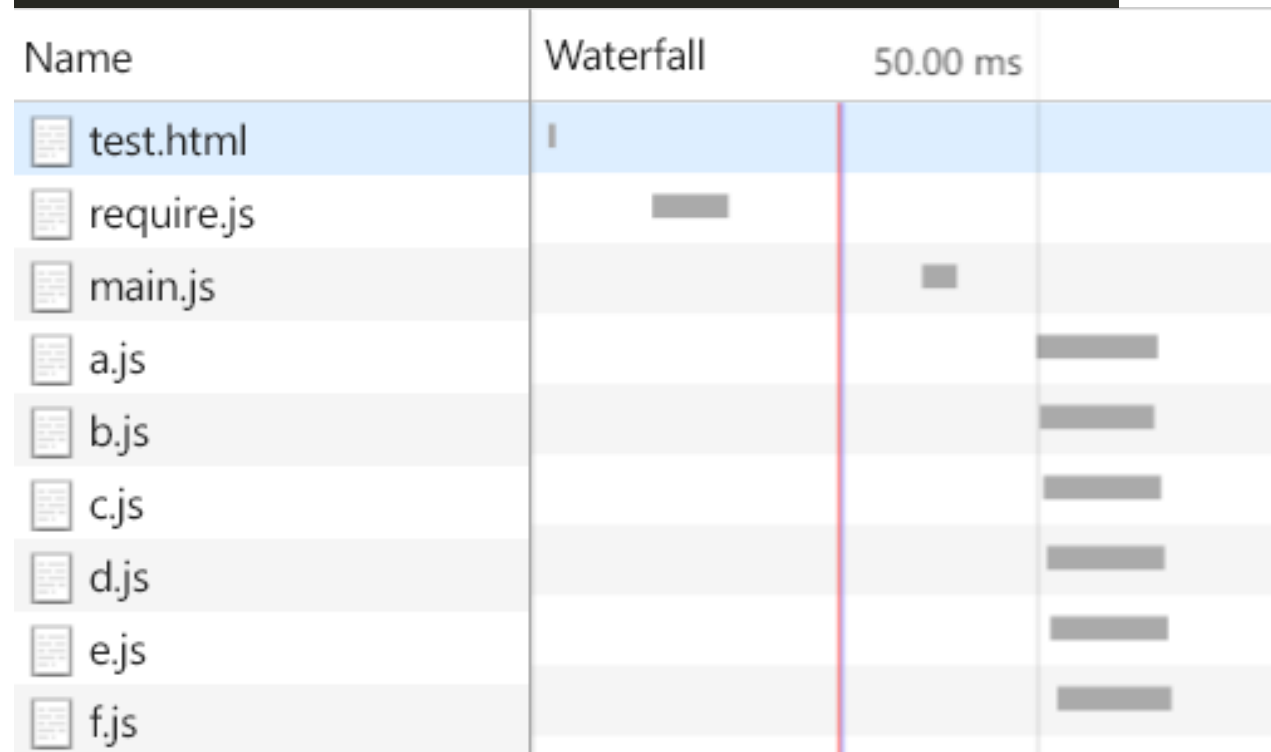 Name Waterfall 50.00 ms
test.html
require.js
main.js
a.js
b.js
c.js
d.js
e.js
f.js